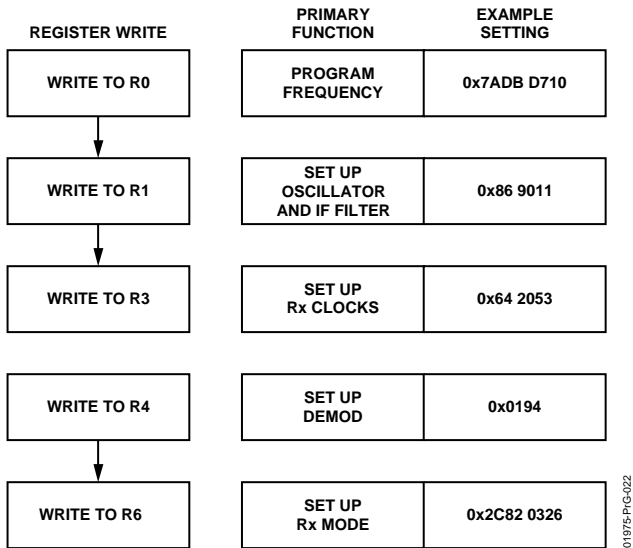 REGISTER WRITE
PRIMARY
FUNCTION
EXAMPLE
SETTING
WRITE TO R0
PROGRAM
FREQUENCY
0x7ADB D710
WRITE TO R1
SET UP
OSCILLATOR
AND IF FILTER
0x86 9011
WRITE TO R3
SET UP
Rx CLOCKS
0x64 2053
WRITE TO R4
SET UP
DEMOD
0x0194
WRITE TO R6
SET UP
Rx MODE
0x2C82 0326
01975-PrG-022